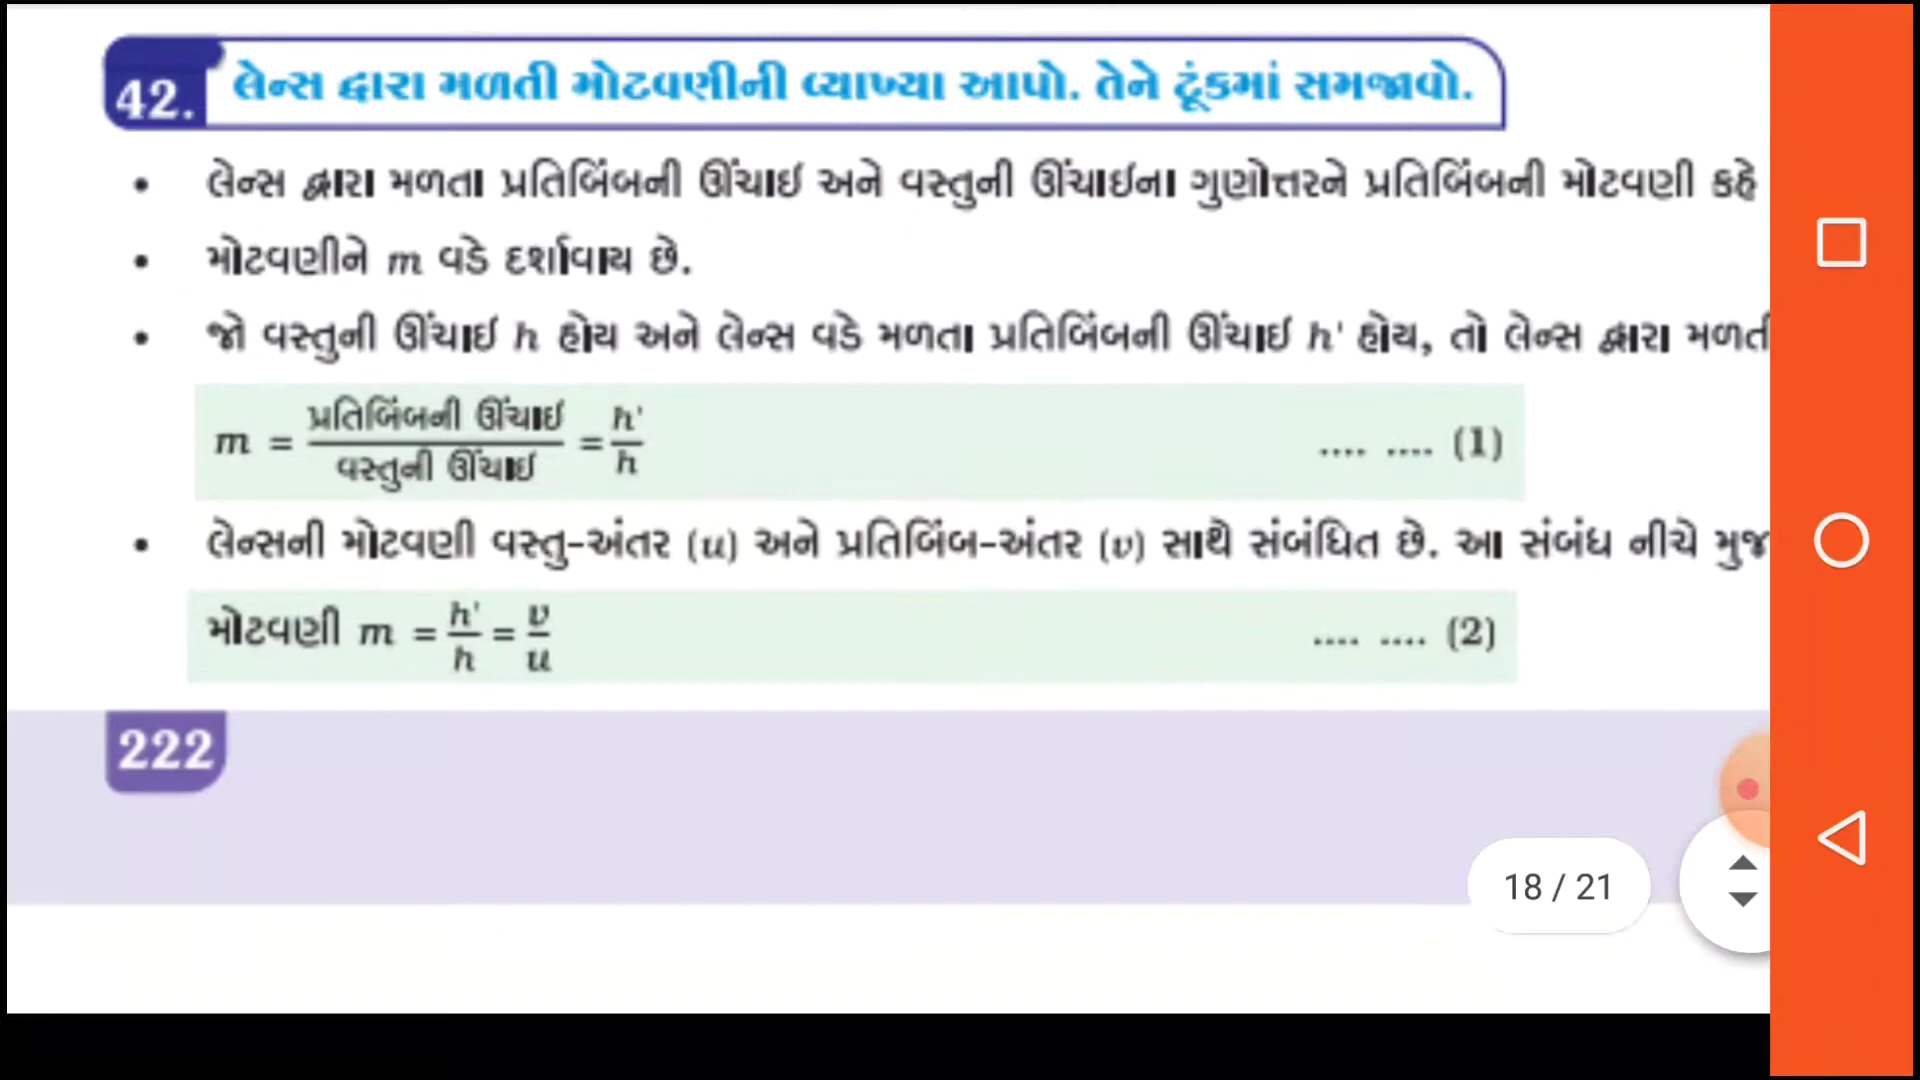 42. લેન્સ દ્વારા મળતી મોટવણીની વ્યાખ્યા આપો. તેને ટૂંકમાં સમજાવો.
• લેન્સ દ્વારા મળતા પ્રતિબિંબની ઊંચાઈ અને વસ્તુની ઊંચાઈના ગુણોત્તરને પ્રતિબિંબની મોટવણી કહે
• મોટવણીને m વડે દર્શાવાય છે.
• જો વસ્તુની ઊંચાઈ h હોય અને લેન્સ વડે મળતા પ્રતિબિંબની ઊંચાઈ h' હોય, તો લેન્સ દ્વારા મળતી
m = પ્રતિબિંબની ઊંચાઈ / વસ્તુની ઊંચાઈ = h' / h .... .... (1)
• લેન્સની મોટવણી વસ્તુ-અંતર (u) અને પ્રતિબિંબ-અંતર (v) સાથે સંબંધિત છે. આ સંબંધ નીચે મુજ
મોટવણી m = h' / h = v / u .... .... (2)
222
18 / 21